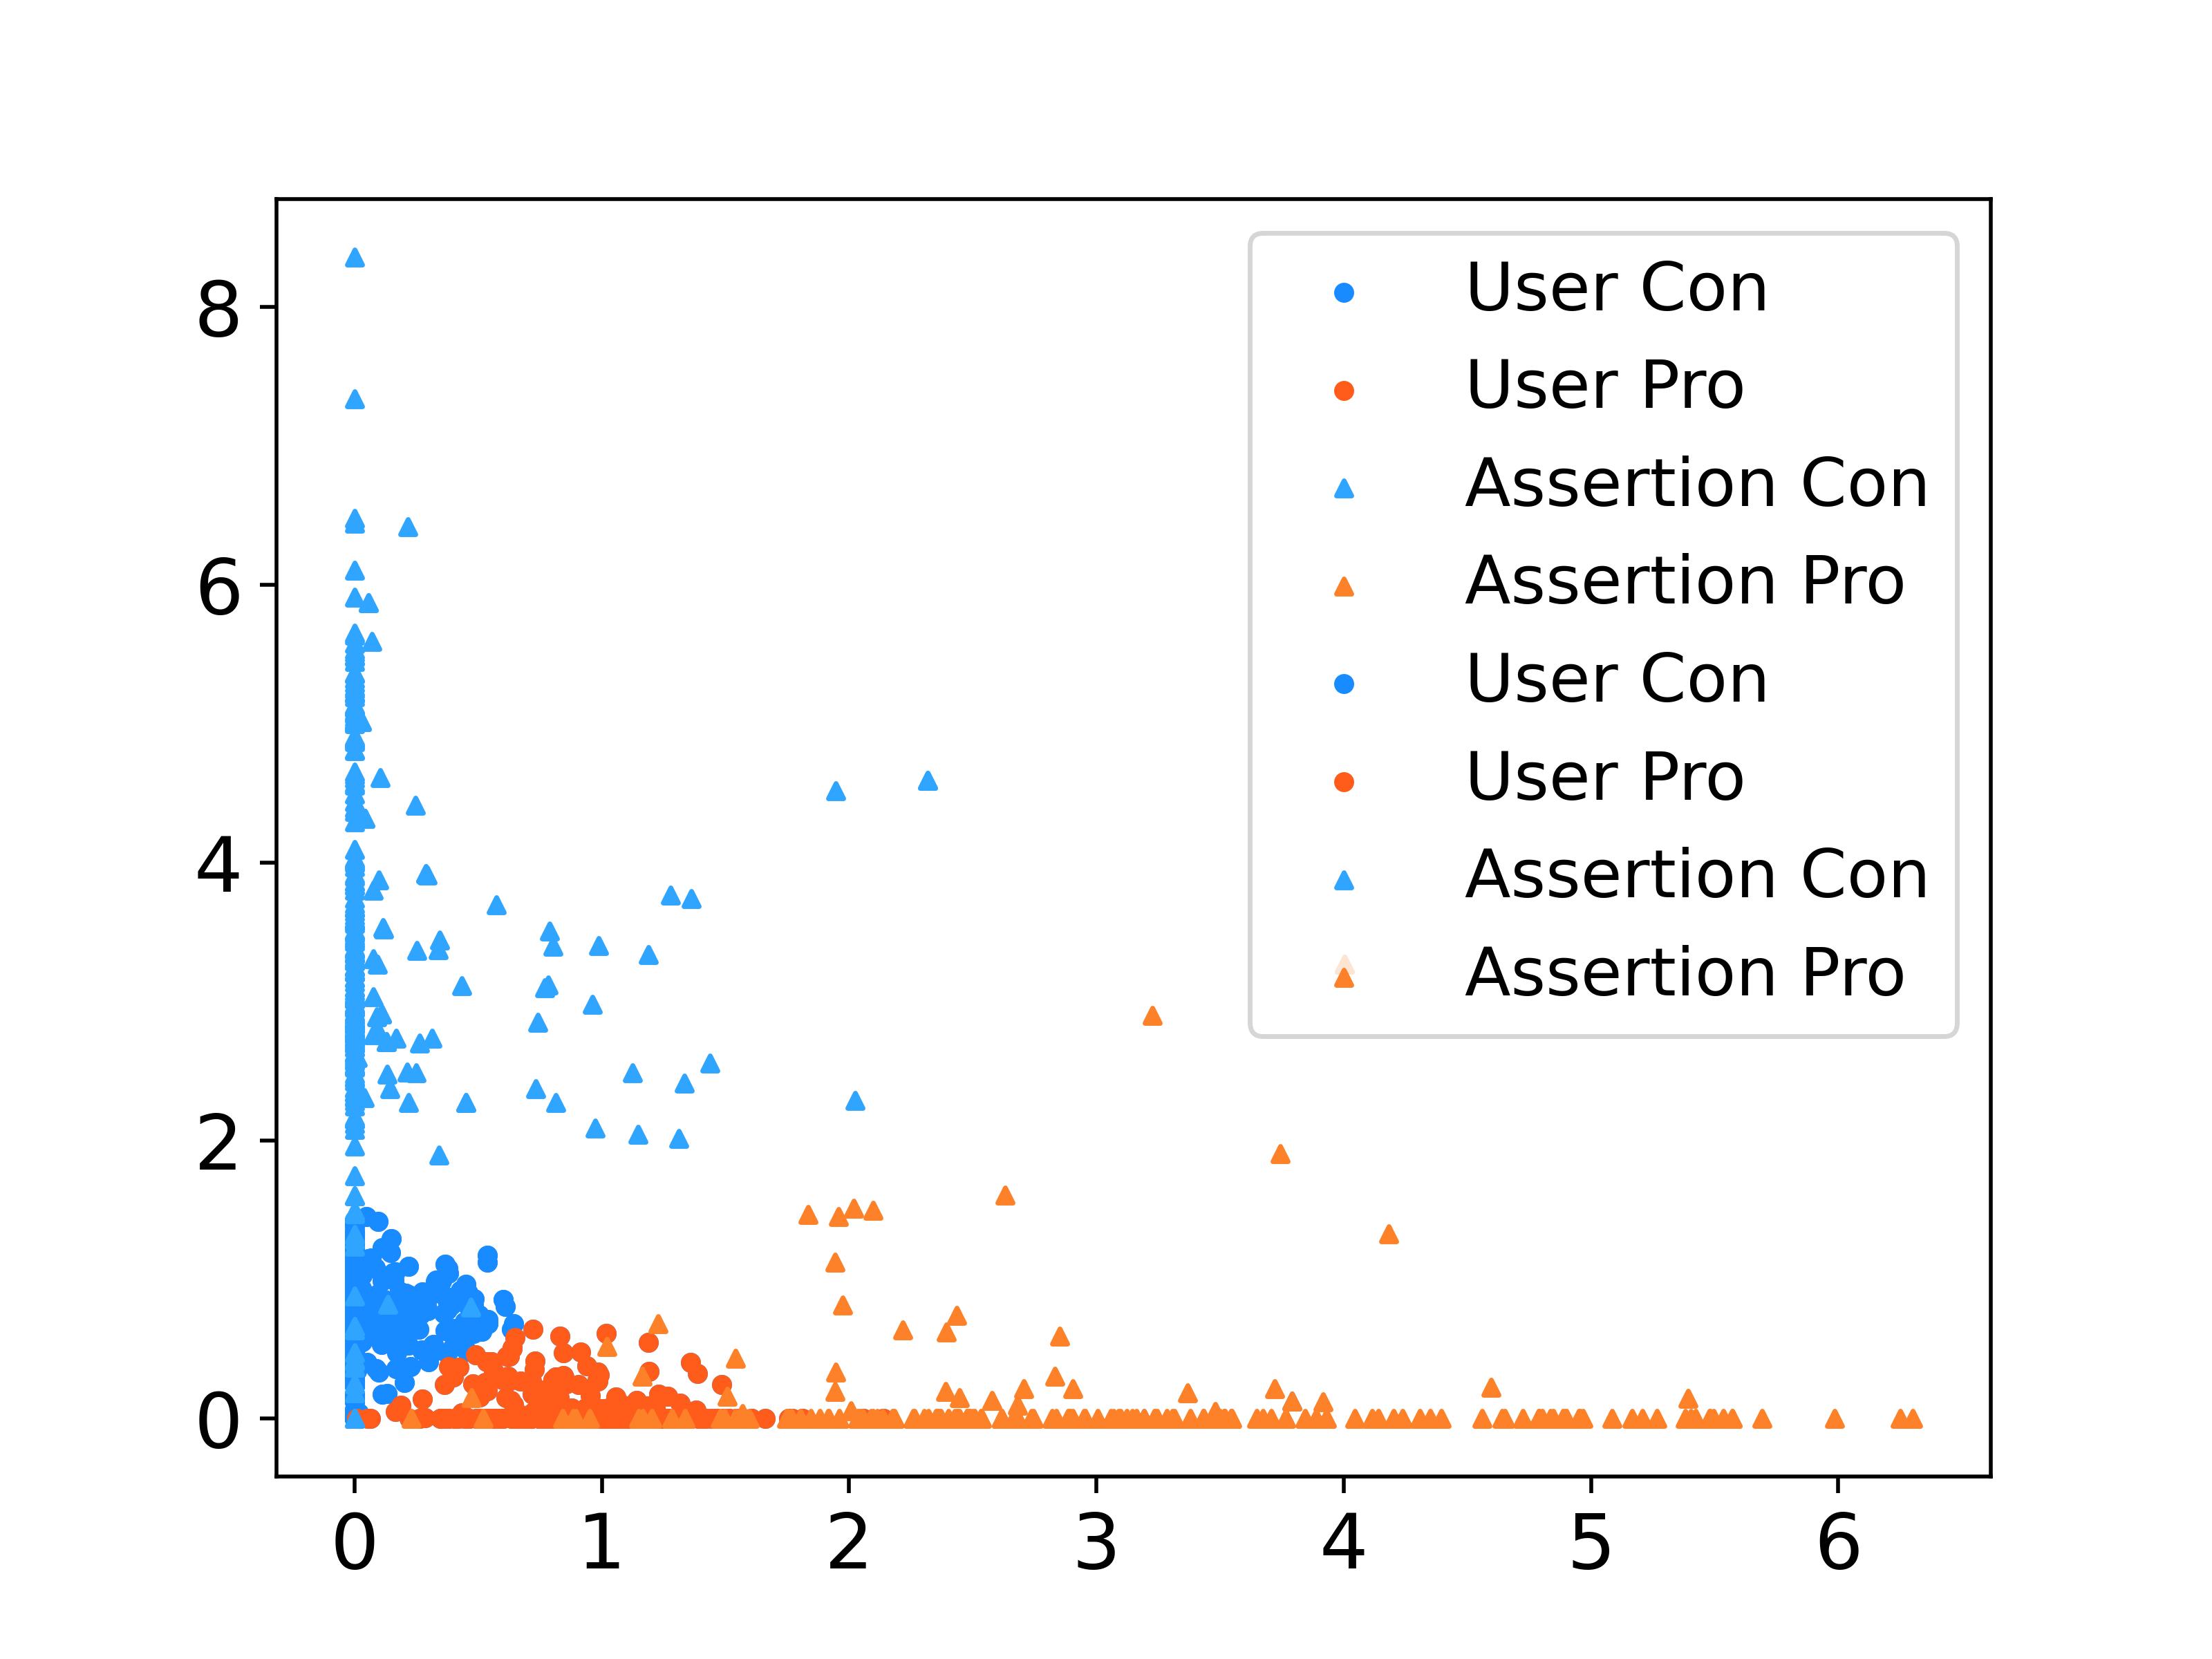 8
6
4
2
0
0 1 2 3 4 5 6
User Con
User Pro
Assertion Con
Assertion Pro
User Con
User Pro
Assertion Con
Assertion Pro